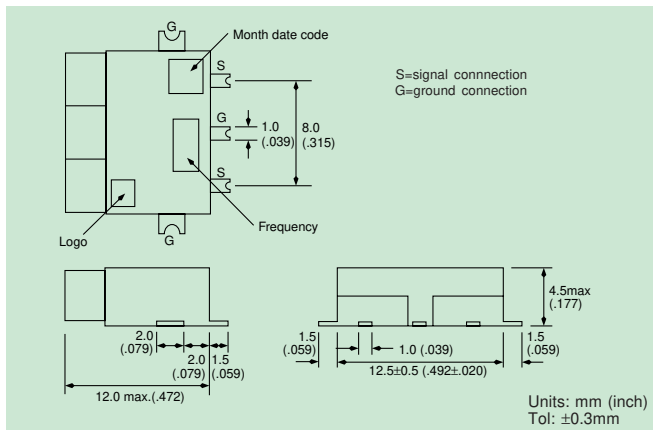 G
Month date code
S
S=signal connnection
G=ground connection
G
1.0
(.039)
8.0
(.315)
S
Frequency
Logo
G
4.5max
(.177)
2.0
(.079)
2.0
(.079)
1.5
(.059)
12.0 max.(.472)
1.5
(.059)
1.0 (.039)
1.5
(.059)
12.5±0.5 (.492±.020)
Units: mm (inch)
Tol: ±0.3mm